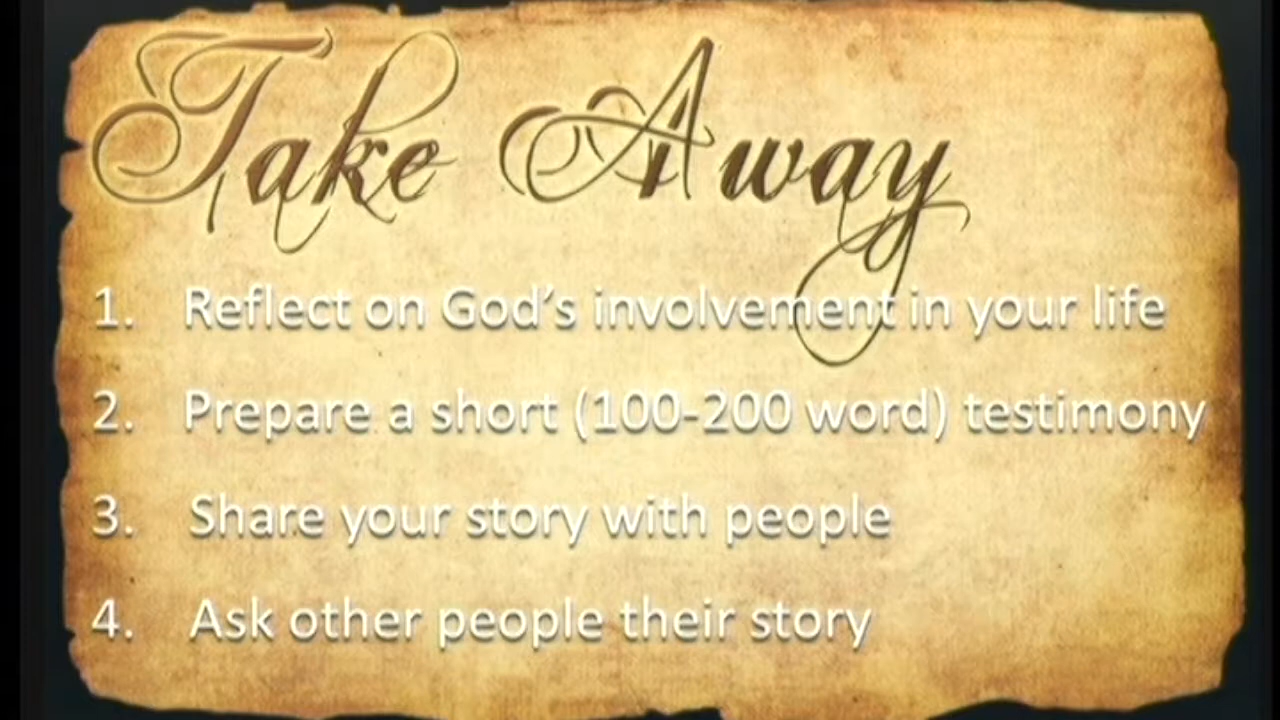 Take Away
1. Reflect on God’s involvement in your life
2. Prepare a short (100-200 word) testimony
3. Share your story with people
4. Ask other people their story